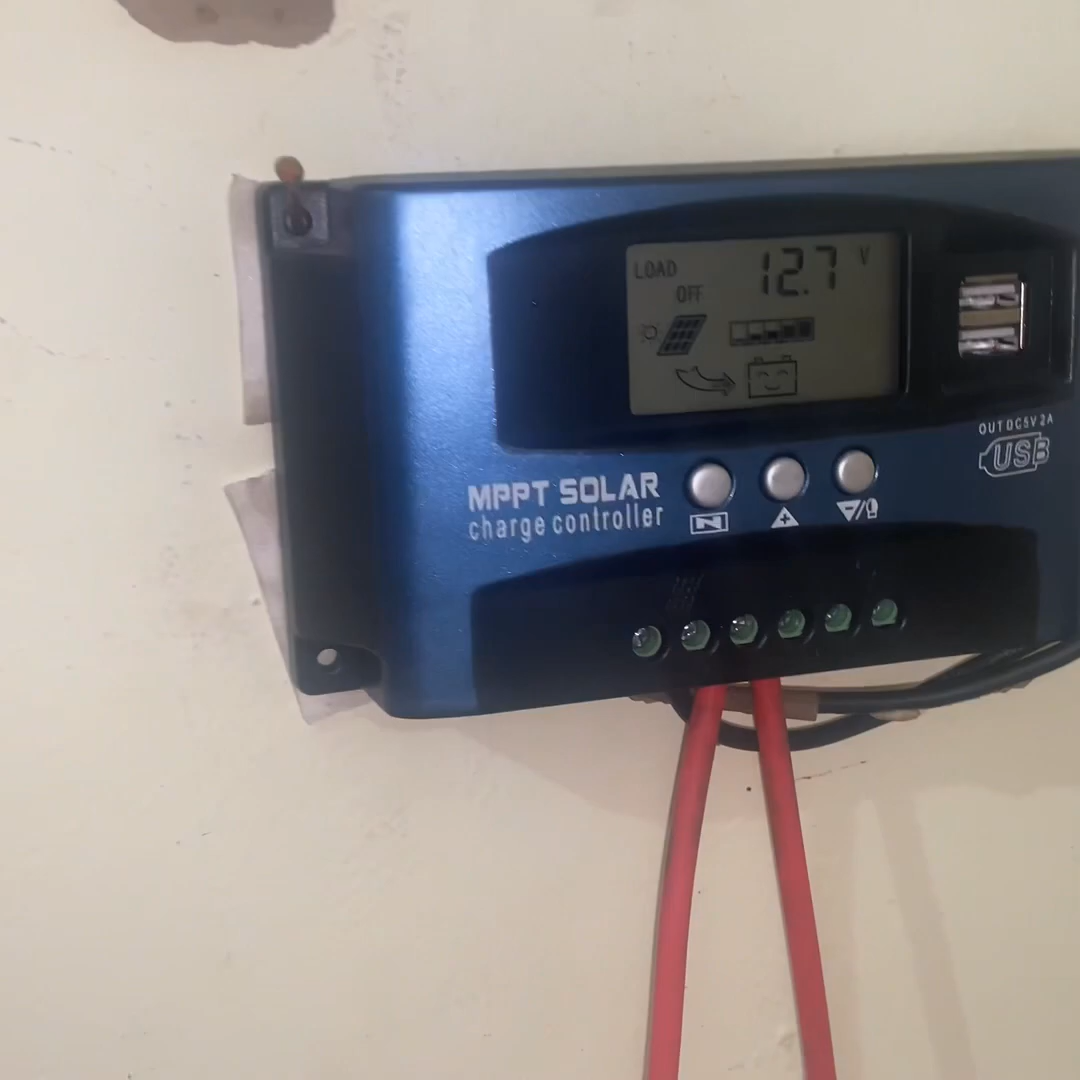 LOAD
12.7 V
OFF
OUT DC5V 2A
USB
MPPT SOLAR
charge controller